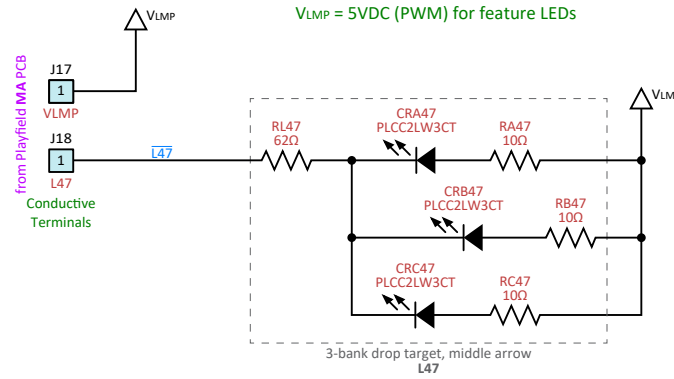 VLMP = 5VDC (PWM) for feature LEDs
VLMP
from Playfield MA PCB
J17
1
VLMP
J18
1
L47
Conductive
Terminals
L47
RL47
62Ω
CRA47
PLCC2LW3CT
RA47
10Ω
CRB47
PLCC2LW3CT
RB47
10Ω
CRC47
PLCC2LW3CT
RC47
10Ω
VLM
3-bank drop target, middle arrow
L47